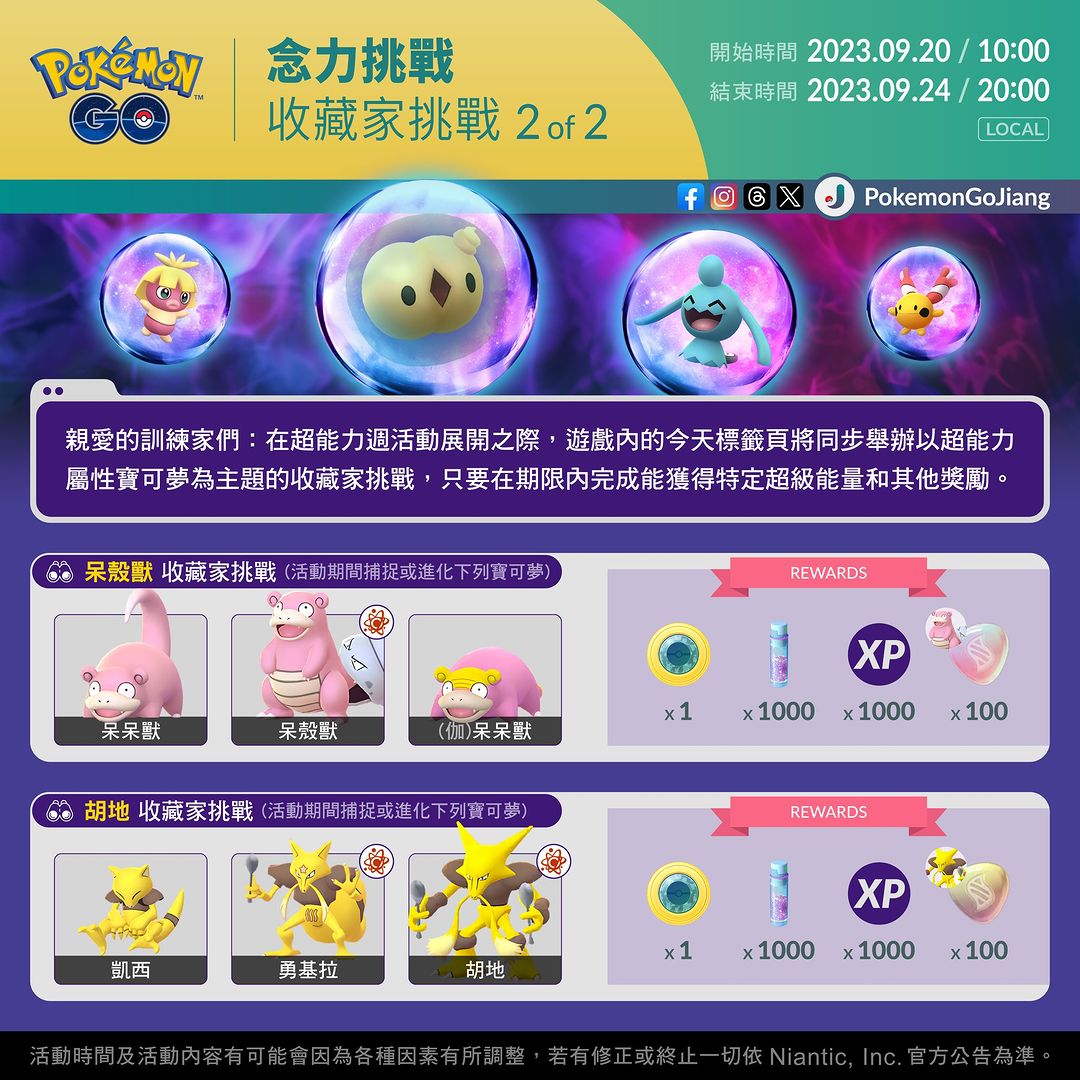 POKÉMON
GO
TM
念力挑戰
收藏家挑戰 2 of 2
開始時間 2023.09.20 / 10:00
結束時間 2023.09.24 / 20:00
LOCAL
PokemonGoJiang
親愛的訓練家們：在超能力週活動展開之際，遊戲內的今天標籤頁將同步舉辦以超能力
屬性寶可夢為主題的收藏家挑戰，只要在期限內完成能獲得特定超級能量和其他獎勵。
呆殼獸 收藏家挑戰 (活動期間捕捉或進化下列寶可夢)
REWARDS
呆呆獸
呆殼獸
(伽)呆呆獸
XP
x 1
x 1000
x 1000
x 100
胡地 收藏家挑戰 (活動期間捕捉或進化下列寶可夢)
REWARDS
凱西
勇基拉
胡地
XP
x 1
x 1000
x 1000
x 100
活動時間及活動內容有可能會因為各種因素有所調整，若有修正或終止一切依 Niantic, Inc. 官方公告為準。